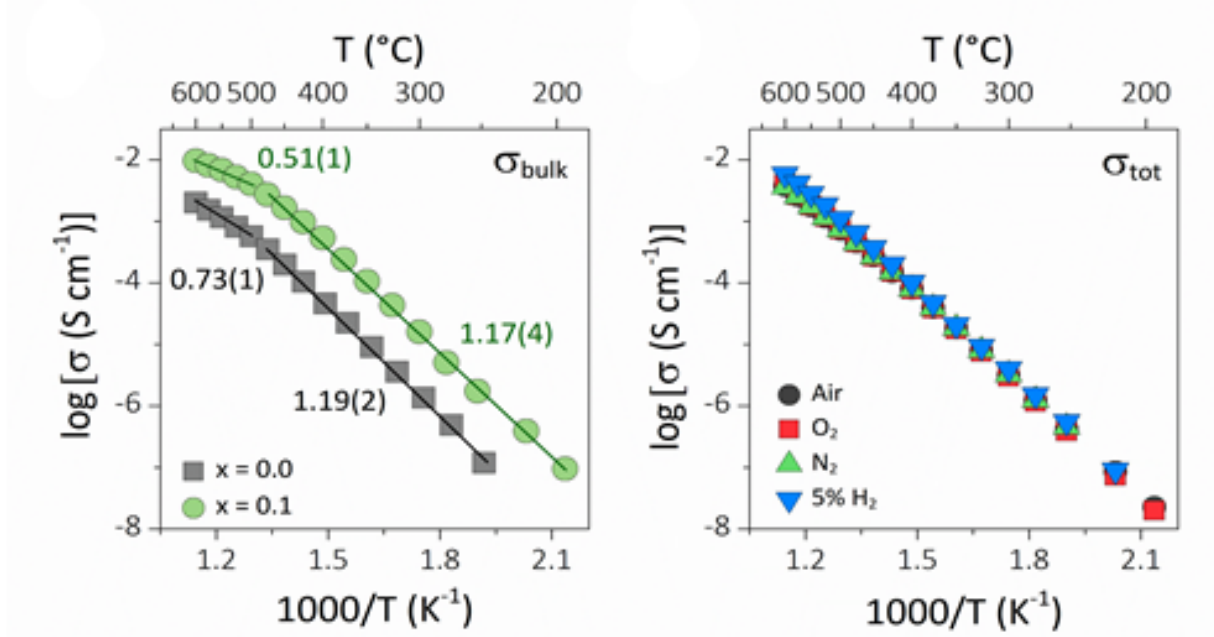 T (°C)
600 500 400 300 200
-2
-4
-6
-8
log [σ (S cm⁻¹)]
σbulk
0.51(1)
0.73(1)
1.17(4)
1.19(2)
x = 0.0
x = 0.1
1.2 1.5 1.8 2.1
1000/T (K⁻¹)
T (°C)
600 500 400 300 200
-2
-4
-6
-8
log [σ (S cm⁻¹)]
σtot
Air
O₂
N₂
5% H₂
1.2 1.5 1.8 2.1
1000/T (K⁻¹)